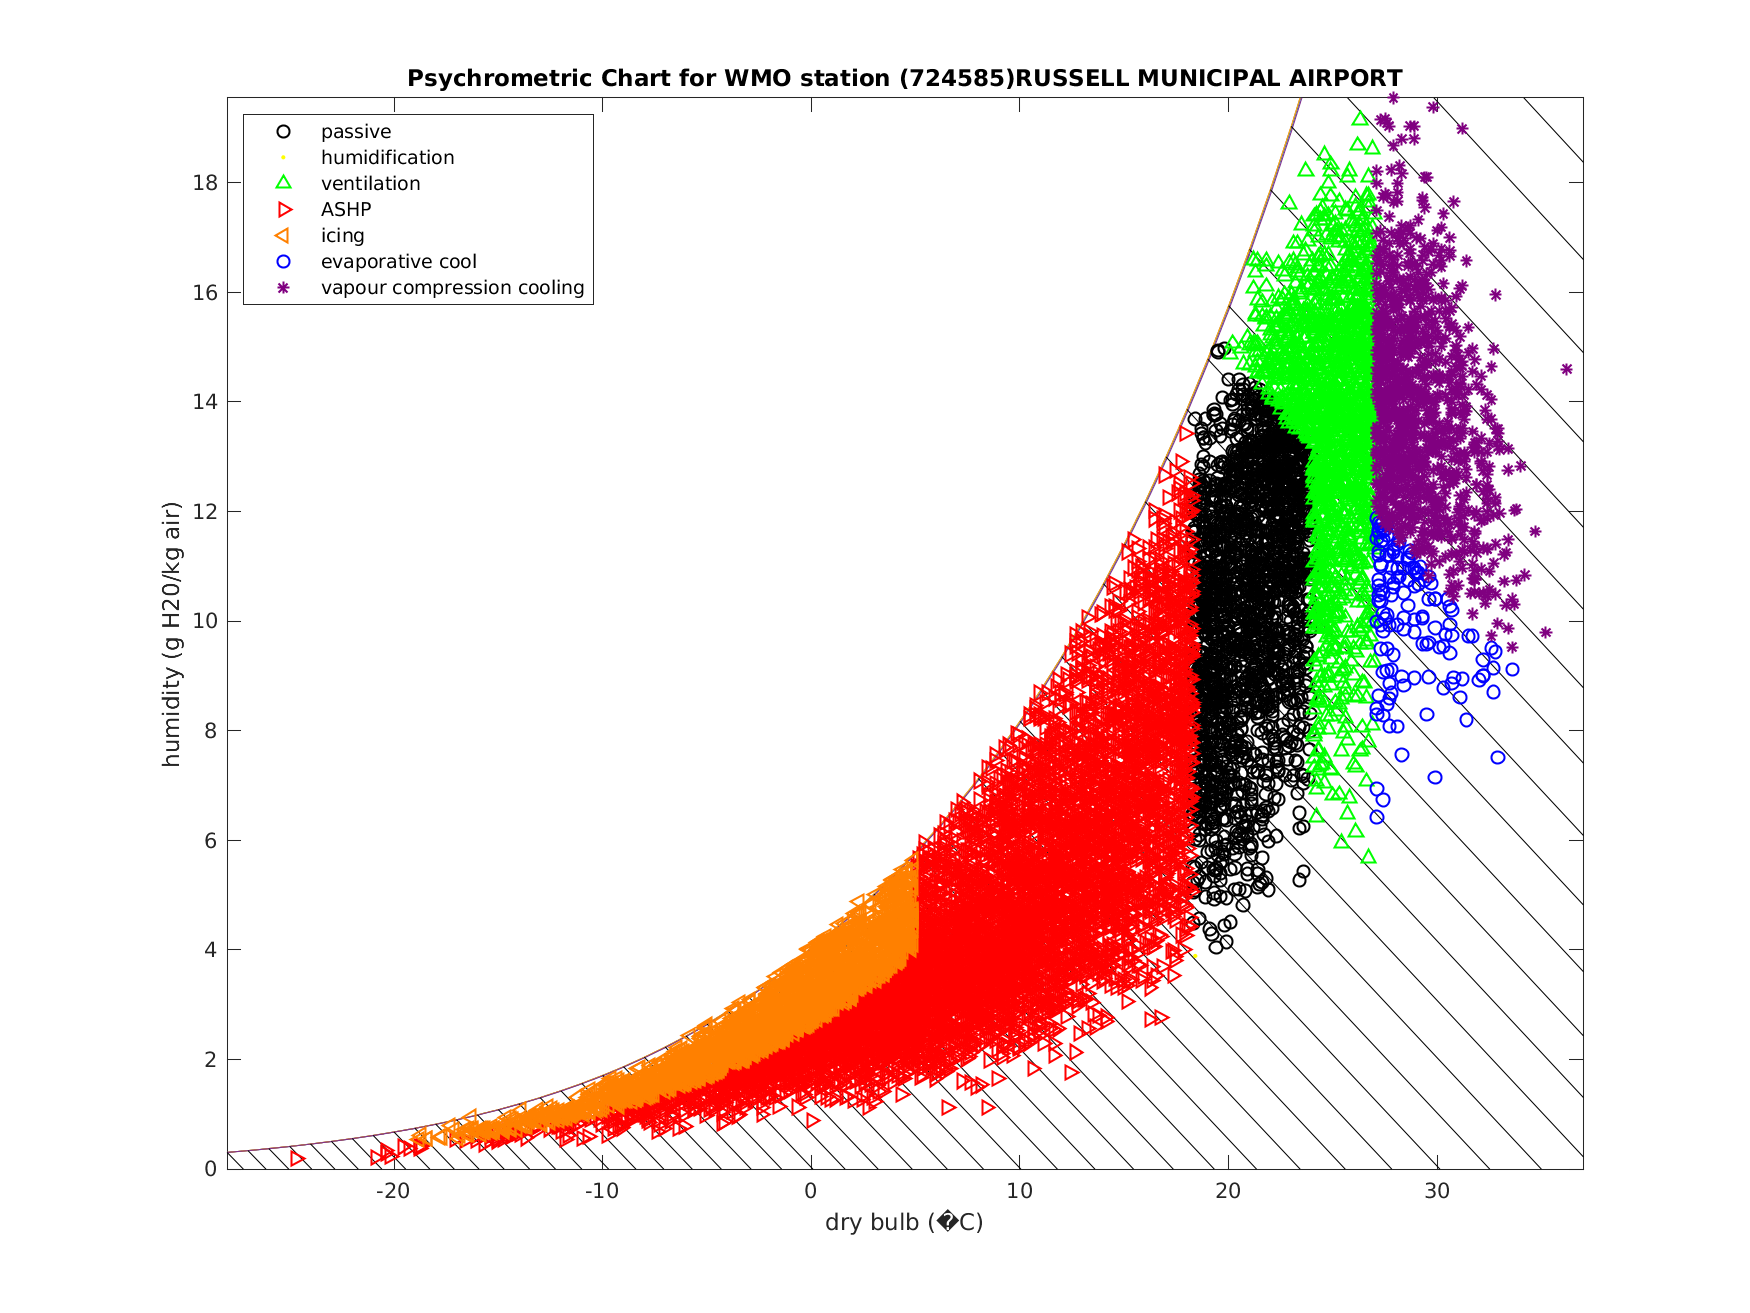 Psychrometric Chart for WMO station (724585)RUSSELL MUNICIPAL AIRPORT
passive
humidification
ventilation
ASHP
icing
evaporative cool
vapour compression cooling
humidity (g H20/kg air)
18
16
14
12
10
8
6
4
2
0
-20
-10
0
10
20
30
dry bulb (�C)